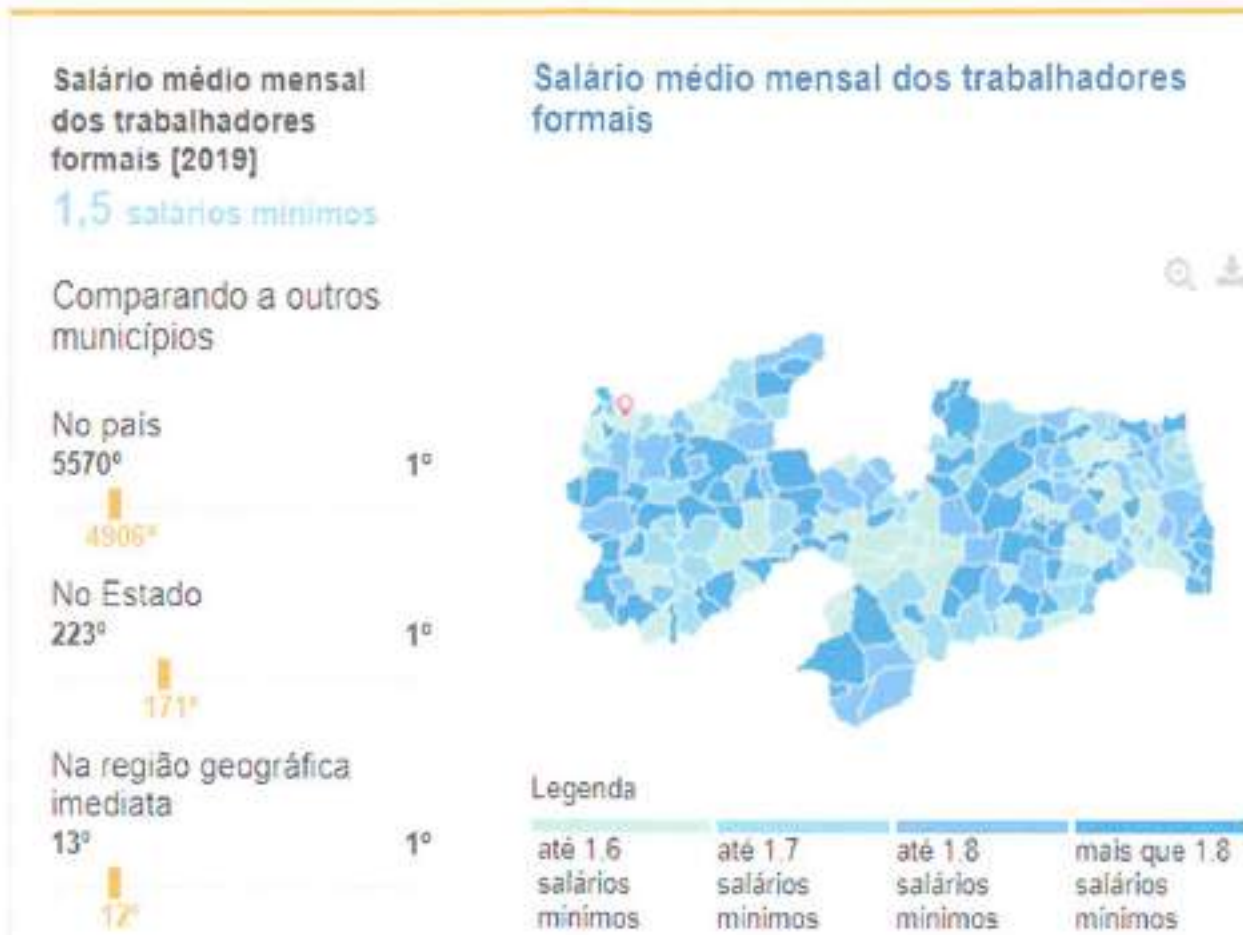 Salário médio mensal
dos trabalhadores
formais [2019]
1,5 salários mínimos
Comparando a outros
municípios
No país
5570º 1º
4906º
No Estado
223º 1º
171º
Na região geográfica
imediata
13º 1º
12º
Salário médio mensal dos trabalhadores
formais
Legenda
até 1.6
salários
mínimos
até 1.7
salários
mínimos
até 1.8
salários
mínimos
mais que 1.8
salários
mínimos